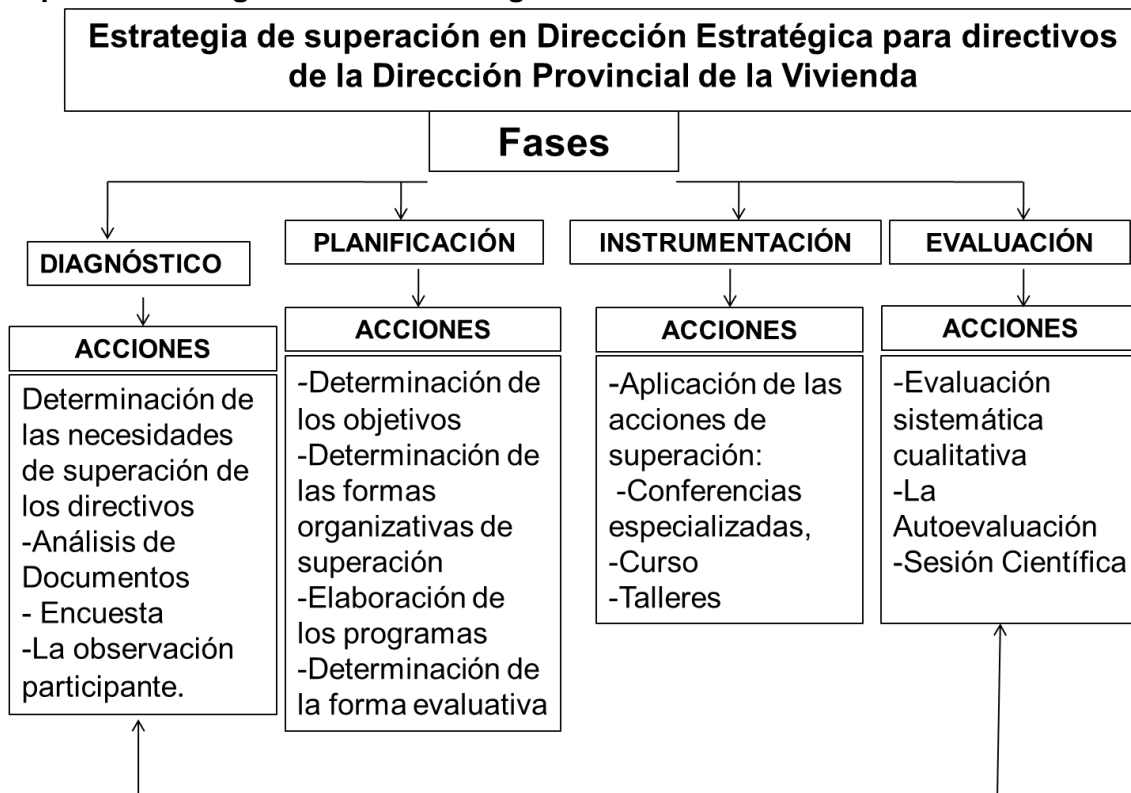 Estrategia de superación en Dirección Estratégica para directivos
de la Dirección Provincial de la Vivienda
Fases
DIAGNÓSTICO
ACCIONES
Determinación de
las necesidades
de superación de
los directivos
-Análisis de
Documentos
- Encuesta
-La observación
participante.
PLANIFICACIÓN
ACCIONES
-Determinación de
los objetivos
-Determinación de
las formas
organizativas de
superación
-Elaboración de
los programas
-Determinación de
la forma evaluativa
INSTRUMENTACIÓN
ACCIONES
-Aplicación de las
acciones de
superación:
-Conferencias
especializadas,
-Curso
-Talleres
EVALUACIÓN
ACCIONES
-Evaluación
sistemática
cualitativa
-La
Autoevaluación
-Sesión Científica